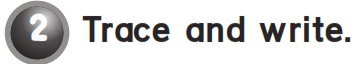 2 Trace and write.